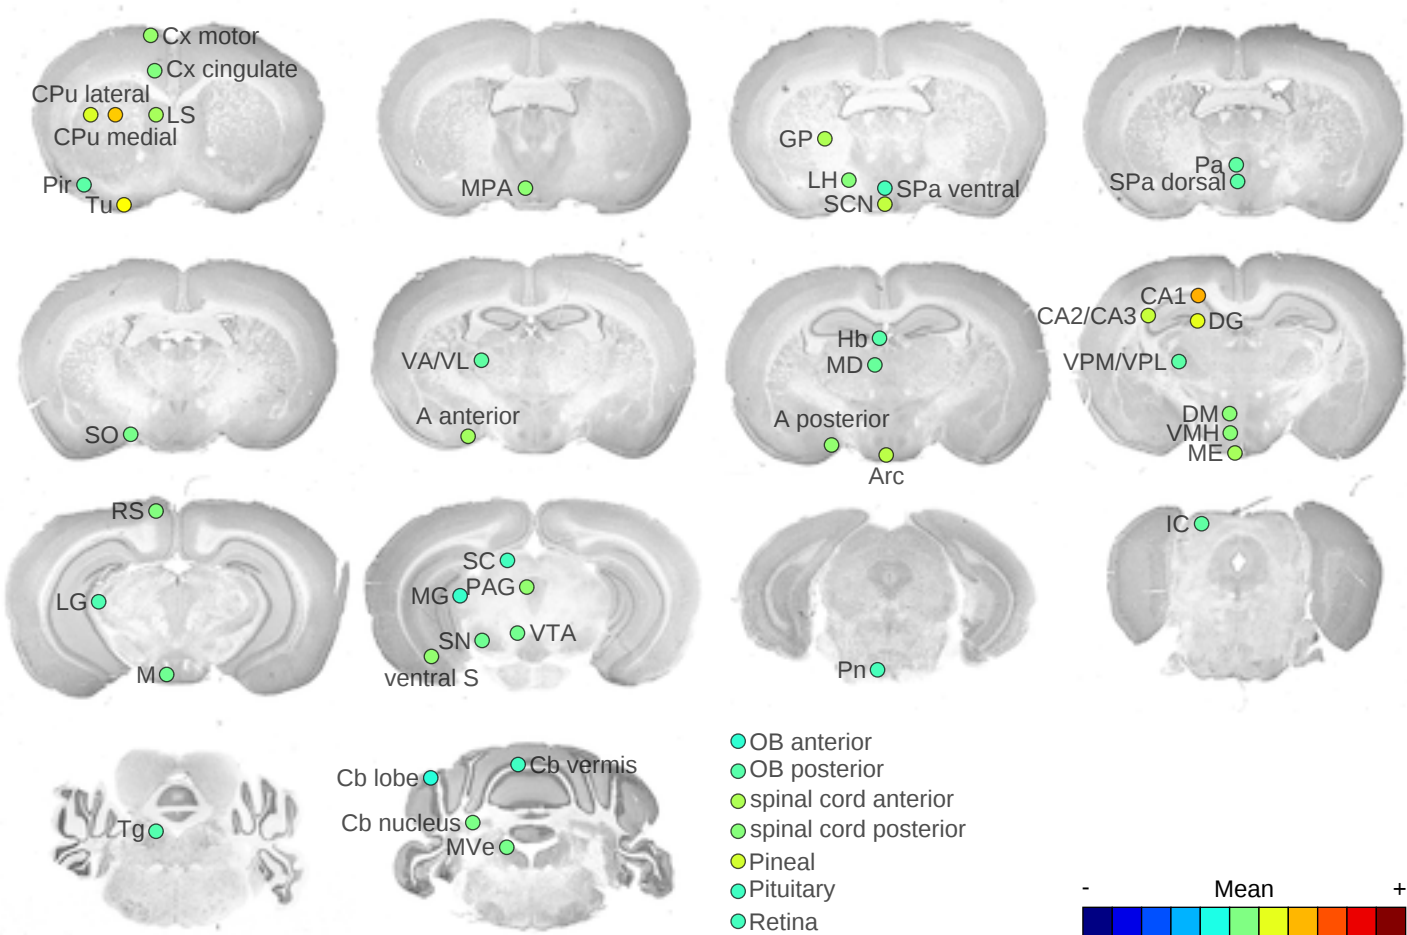 Cx motor
Cx cingulate
CPu lateral
LS
CPu medial
Pir
Tu
MPA
GP
LH
SPa ventral
SCN
Pa
SPa dorsal
SO
VA/VL
A anterior
Hb
MD
A posterior
Arc
CA1
CA2/CA3
DG
VPM/VPL
DM
VMH
ME
RS
LG
M
SC
PAG
MG
SN
VTA
ventral S
Pn
IC
Tg
Cb lobe
Cb vermis
Cb nucleus
MVe
OB anterior
OB posterior
spinal cord anterior
spinal cord posterior
Pineal
Pituitary
Retina
- Mean +